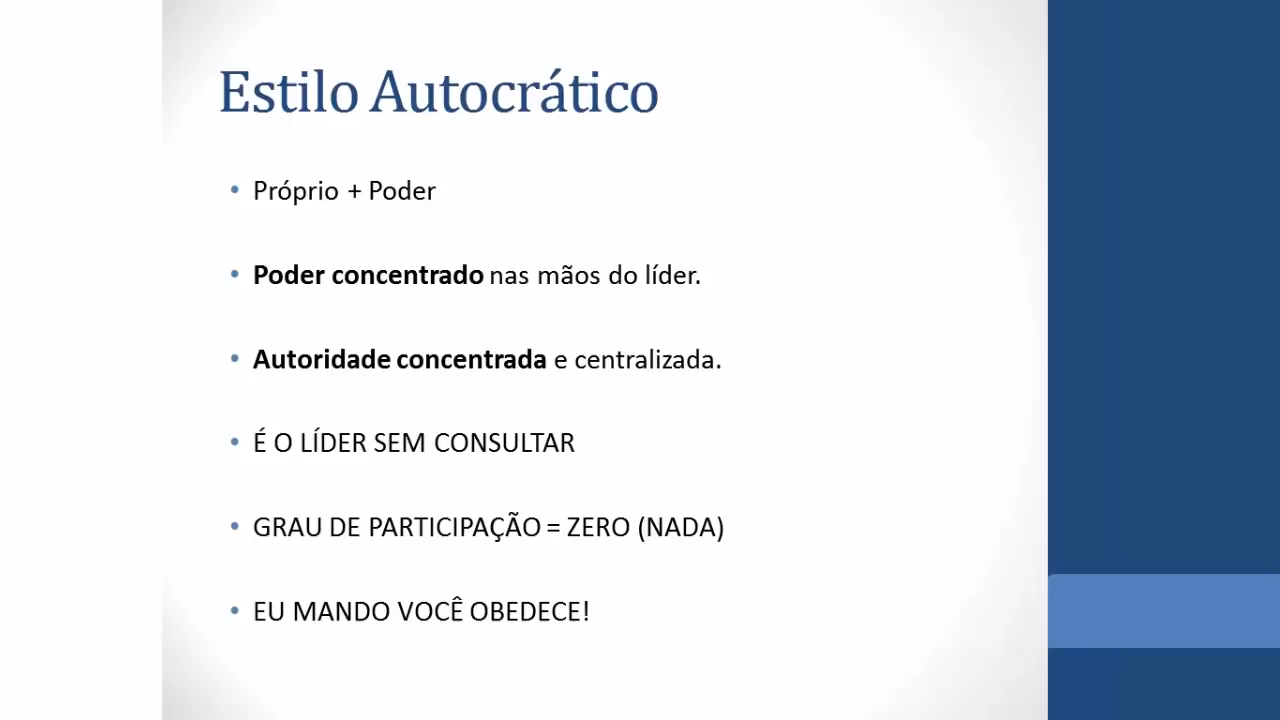 Estilo Autocrático
• Próprio + Poder
• Poder concentrado nas mãos do líder.
• Autoridade concentrada e centralizada.
• É O LÍDER SEM CONSULTAR
• GRAU DE PARTICIPAÇÃO = ZERO (NADA)
• EU MANDO VOCÊ OBEDECE!